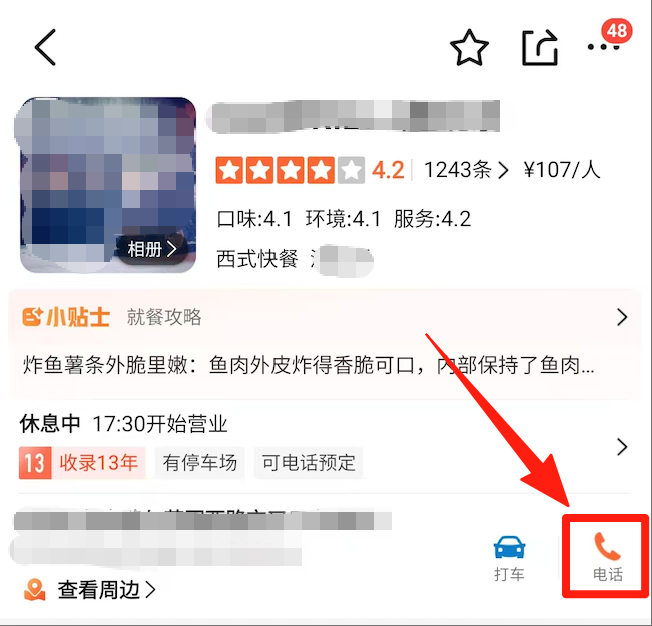 48
4.2 1243条 ¥107/人
口味:4.1 环境:4.1 服务:4.2
相册
西式快餐
小贴士 就餐攻略
炸鱼薯条外脆里嫩：鱼肉外皮炸得香脆可口，内部保持了鱼肉...
休息中 17:30开始营业
13 收录13年 有停车场 可电话预定
打车 电话
查看周边